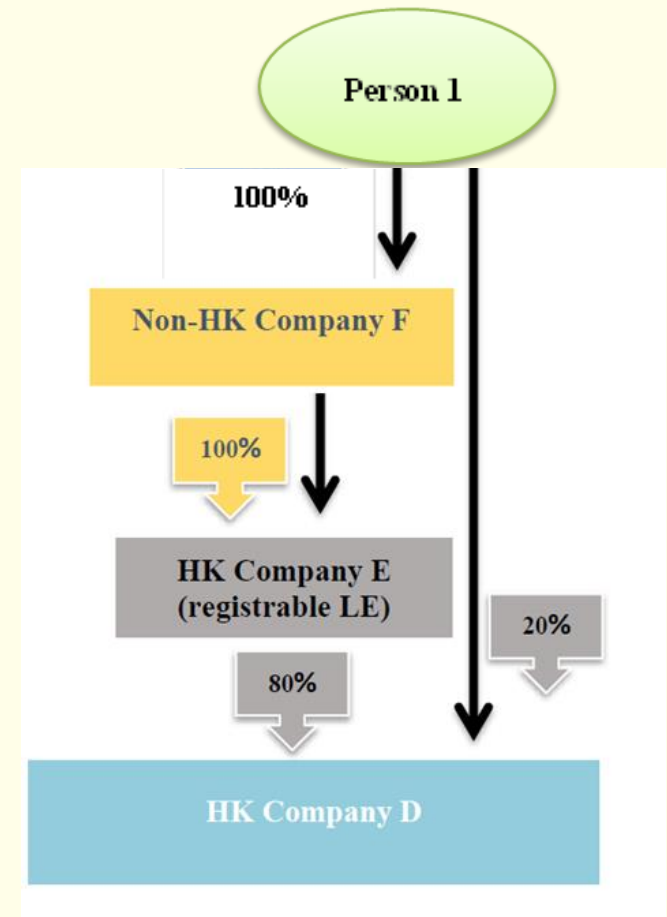 Person 1
100%
Non-HK Company F
100%
HK Company E
(registrable LE)
20%
80%
HK Company D